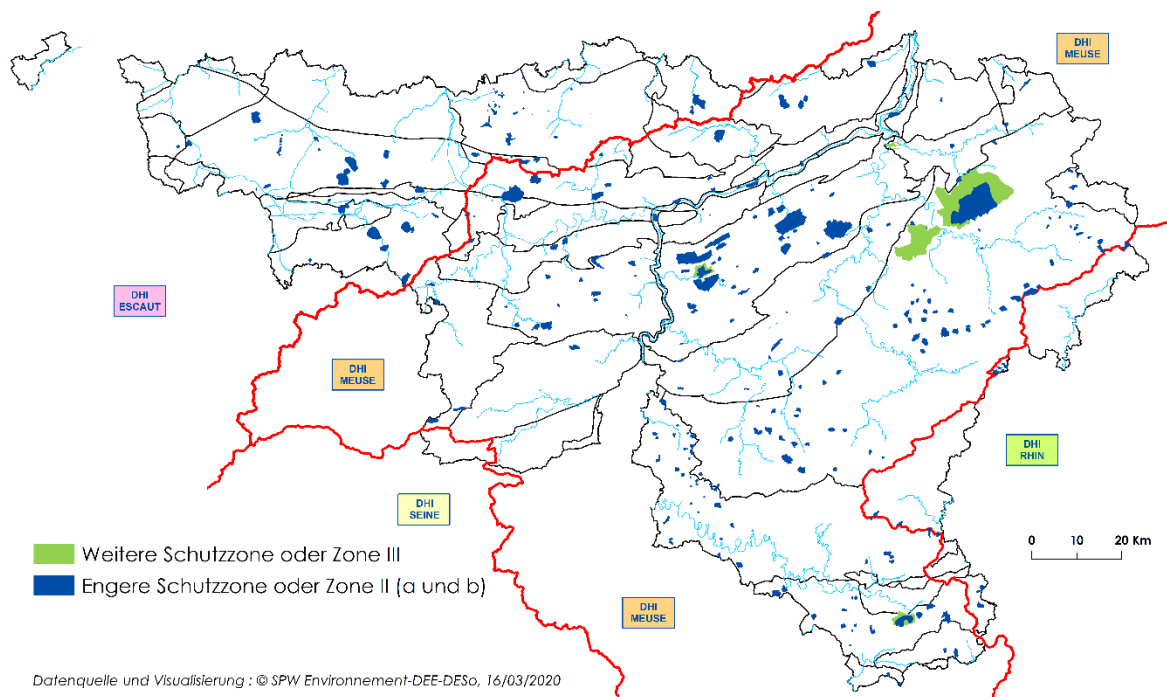 DHI
MEUSE
DHI
ESCAUT
DHI
MEUSE
DHI
RHIN
DHI
SEINE
Weitere Schutzzone oder Zone III
0 10 20 Km
Engere Schutzzone oder Zone II (a und b)
DHI
MEUSE
Datenquelle und Visualisierung : © SPW Environnement-DEE-DESo, 16/03/2020